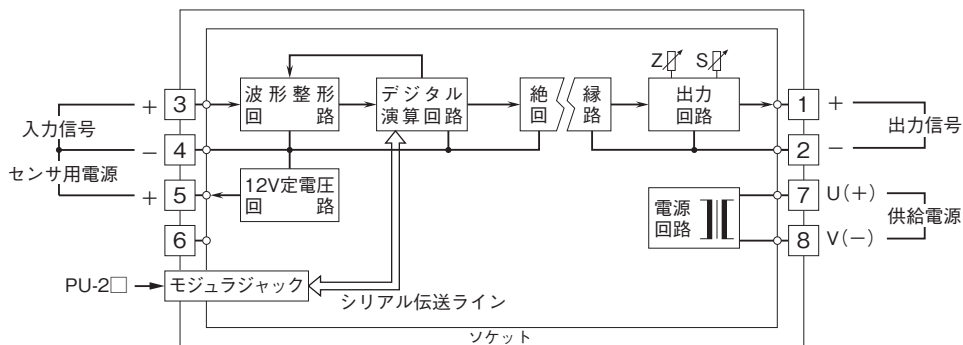 Z S
波形整形
回路
デジタル
演算回路
絶縁
回路
出力
回路
+ 3
入力信号
− 4
センサ用電源
+ 5
12V定電圧
回路
6
1 +
出力信号
2 −
電源
回路
7 U(+)
供給電源
8 V(−)
PU-2□
モジュラジャック
シリアル伝送ライン
ソケット